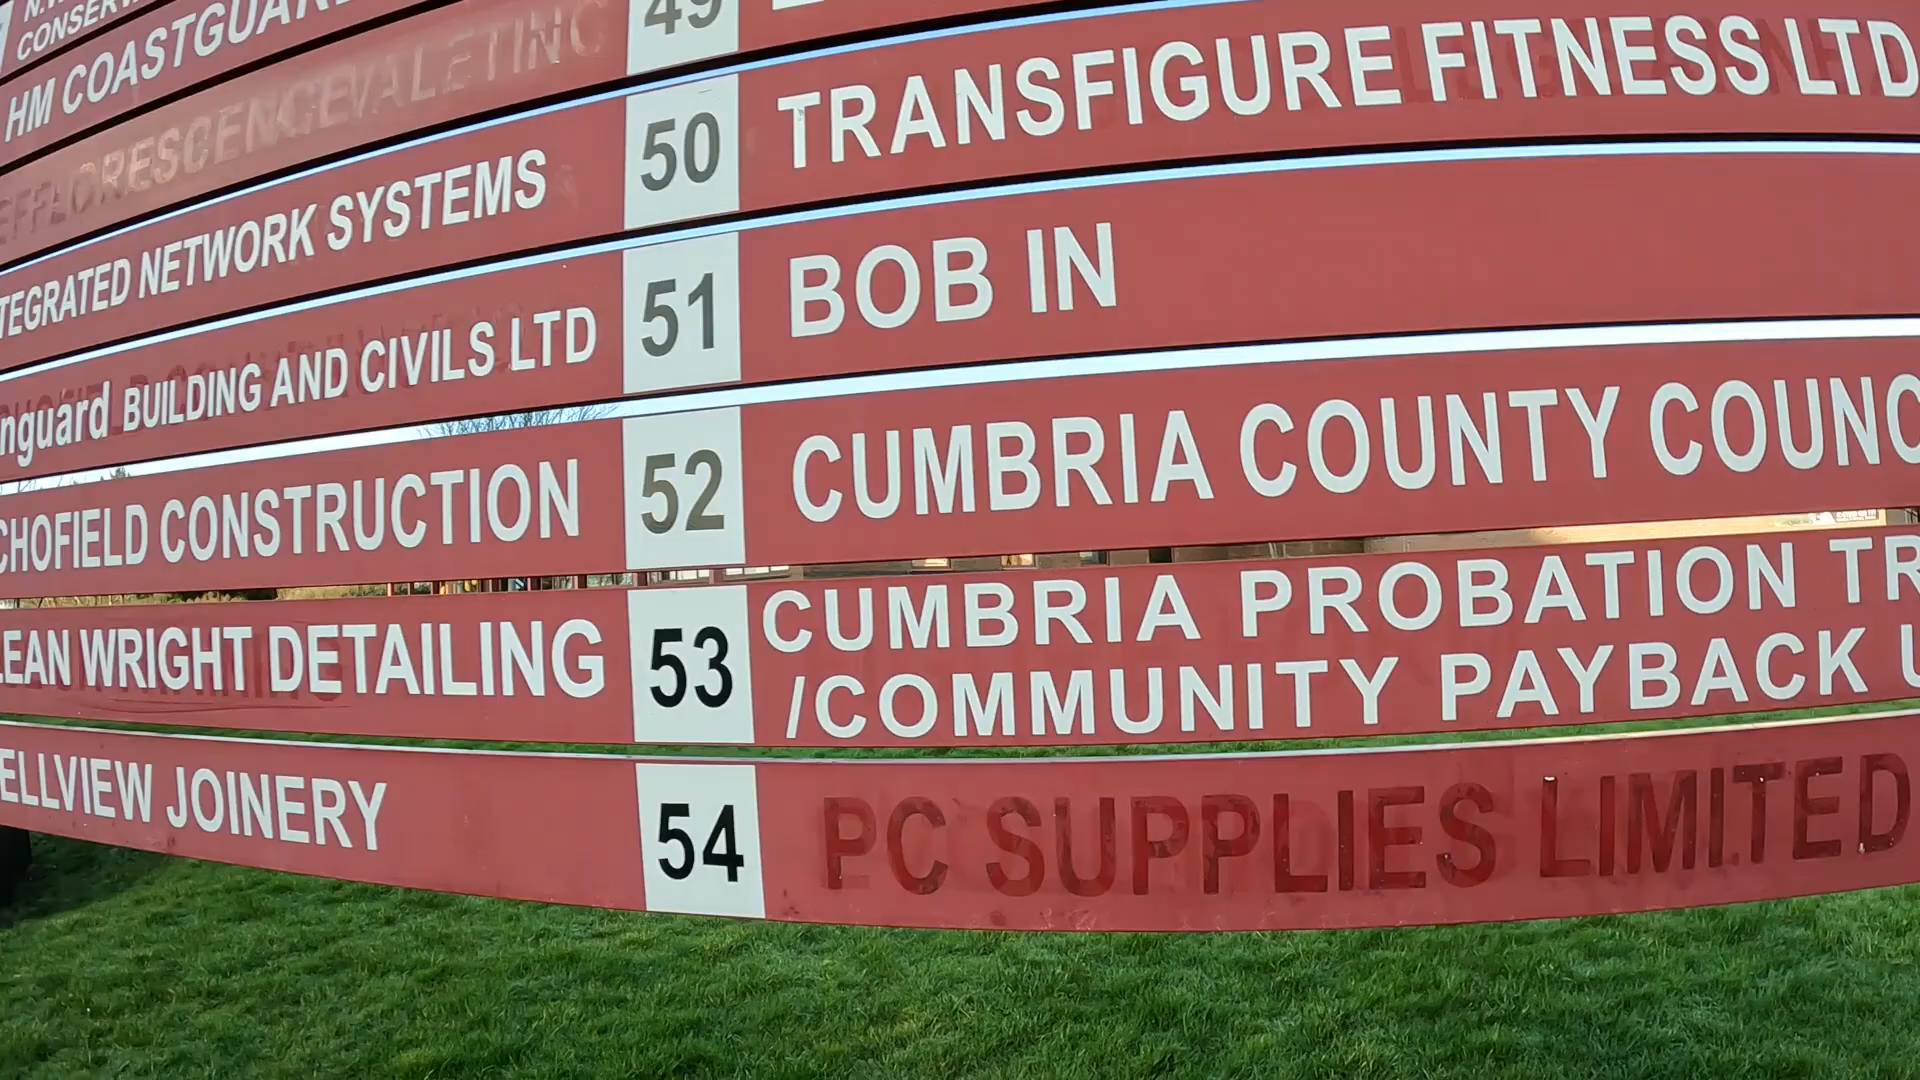 HM COASTGUARD
49
TEGRATED NETWORK SYSTEMS
50 TRANSFIGURE FITNESS LTD
nguard BUILDING AND CIVILS LTD
51 BOB IN
CHOFIELD CONSTRUCTION
52 CUMBRIA COUNTY COUNC
LEAN WRIGHT DETAILING
53 CUMBRIA PROBATION TR
/COMMUNITY PAYBACK U
ELLVIEW JOINERY
54 PC SUPPLIES LIMITED